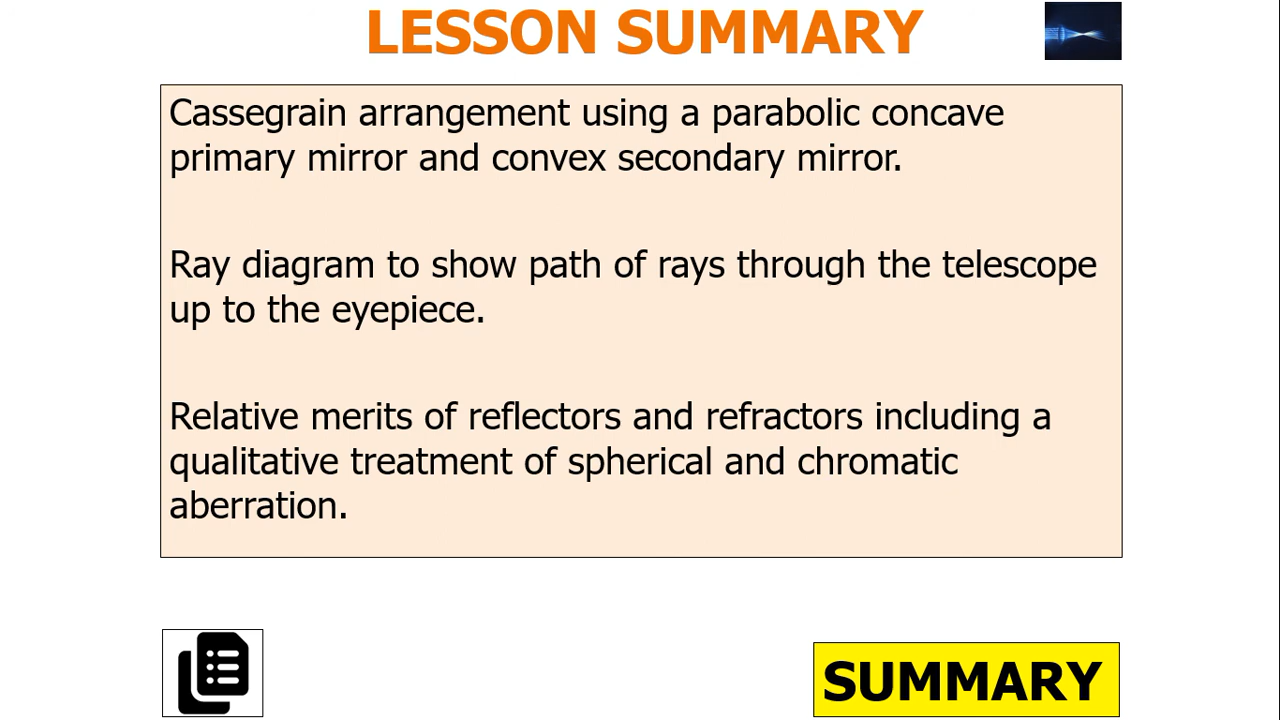 LESSON SUMMARY
Cassegrain arrangement using a parabolic concave
primary mirror and convex secondary mirror.
Ray diagram to show path of rays through the telescope
up to the eyepiece.
Relative merits of reflectors and refractors including a
qualitative treatment of spherical and chromatic
aberration.
SUMMARY